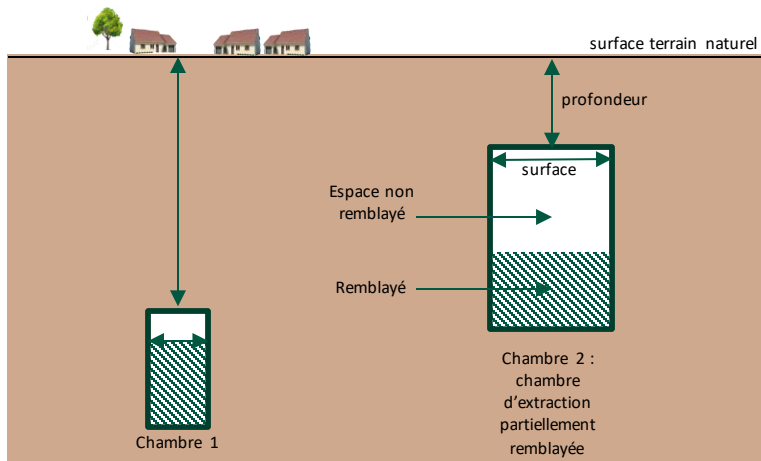 surface terrain naturel
profondeur
surface
Espace non
remblayé
Remblayé
Chambre 2 :
chambre
d'extraction
partiellement
remblayée
Chambre 1